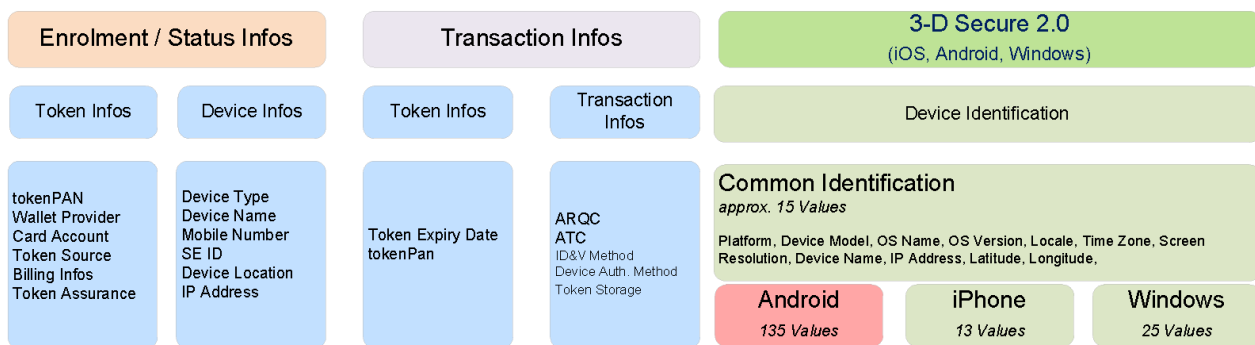 Enrolment / Status Infos
Token Infos
Device Infos
tokenPAN
Wallet Provider
Card Account
Token Source
Billing Infos
Token Assurance
Device Type
Device Name
Mobile Number
SE ID
Device Location
IP Address
Transaction Infos
Token Infos
Transaction
Infos
Token Expiry Date
tokenPan
ARQC
ATC
ID&V Method
Device Auth. Method
Token Storage
3-D Secure 2.0
(iOS, Android, Windows)
Device Identification
Common Identification
approx. 15 Values
Platform, Device Model, OS Name, OS Version, Locale, Time Zone, Screen
Resolution, Device Name, IP Address, Latitude, Longitude,
Android
135 Values
iPhone
13 Values
Windows
25 Values